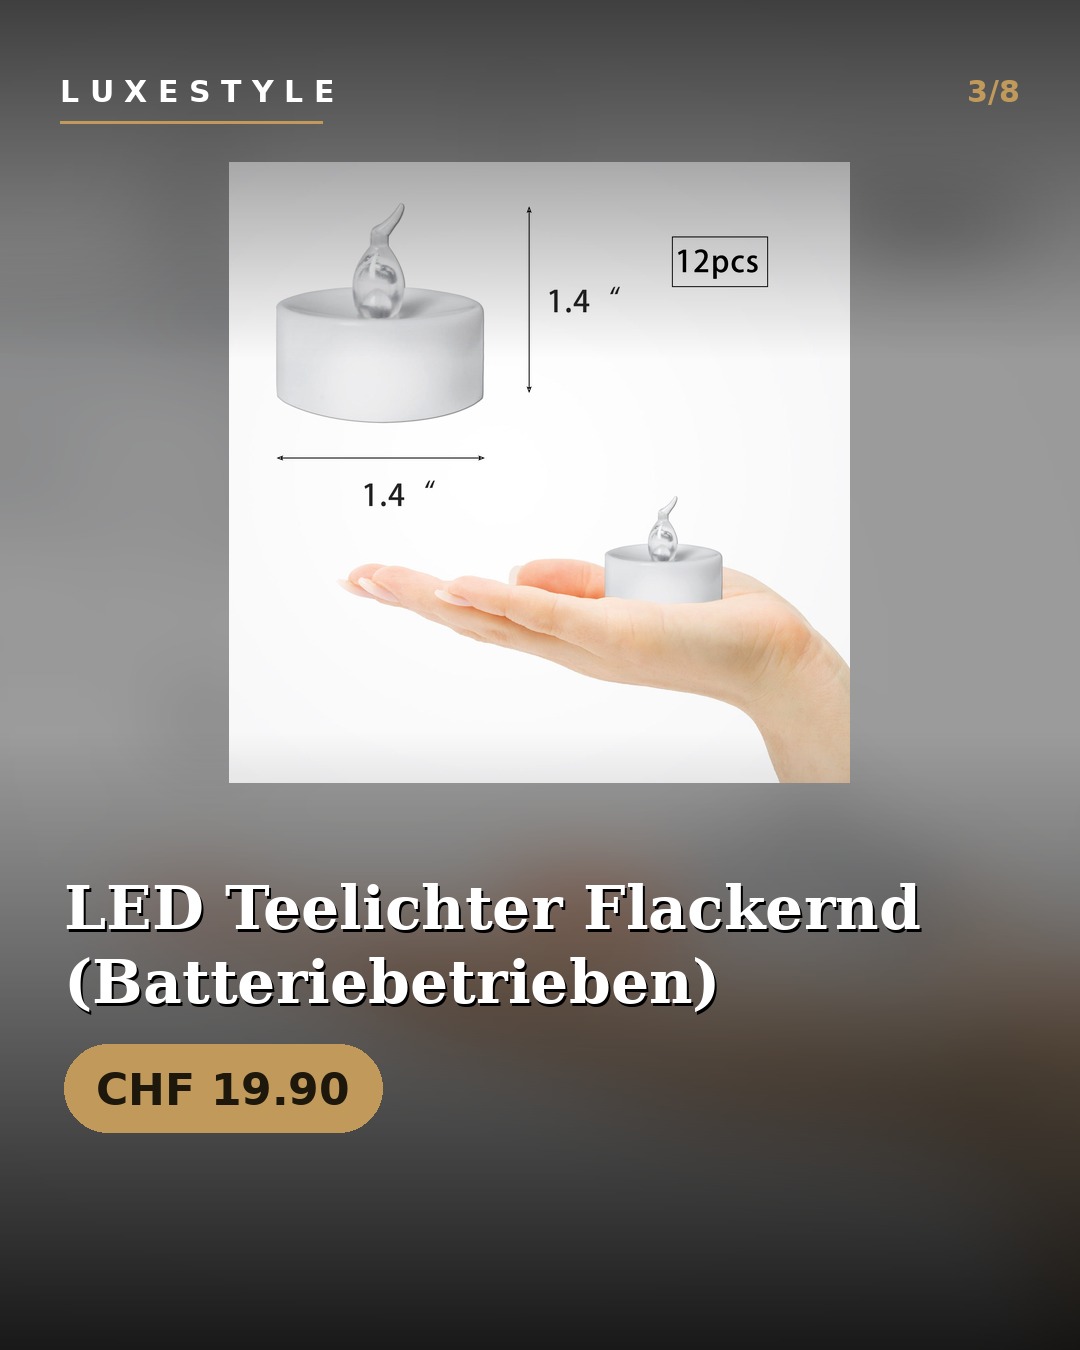 LUXESTYLE
3/8
12pcs
1.4 “
1.4 “
LED Teelichter Flackernd
(Batteriebetrieben)
CHF 19.90